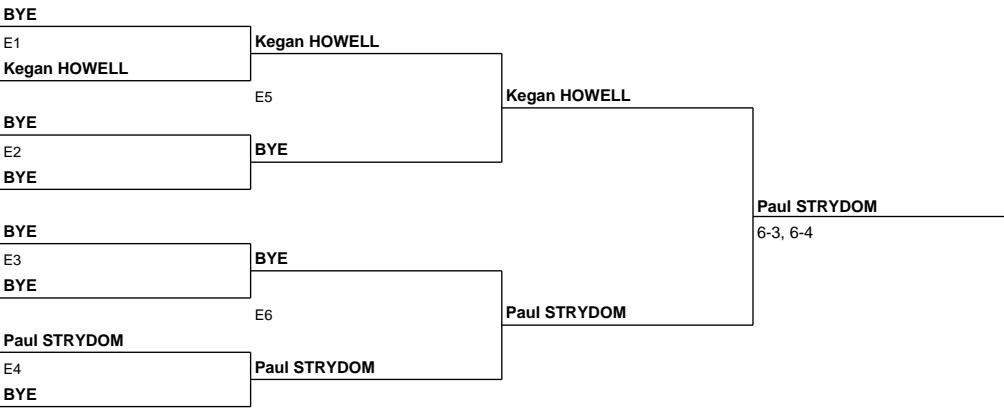 BYE
E1
Kegan HOWELL
Kegan HOWELL
E5
BYE
E2
BYE
BYE
Kegan HOWELL
BYE
E3
BYE
BYE
E6
Paul STRYDOM
E4
BYE
Paul STRYDOM
Paul STRYDOM
Paul STRYDOM
6-3, 6-4